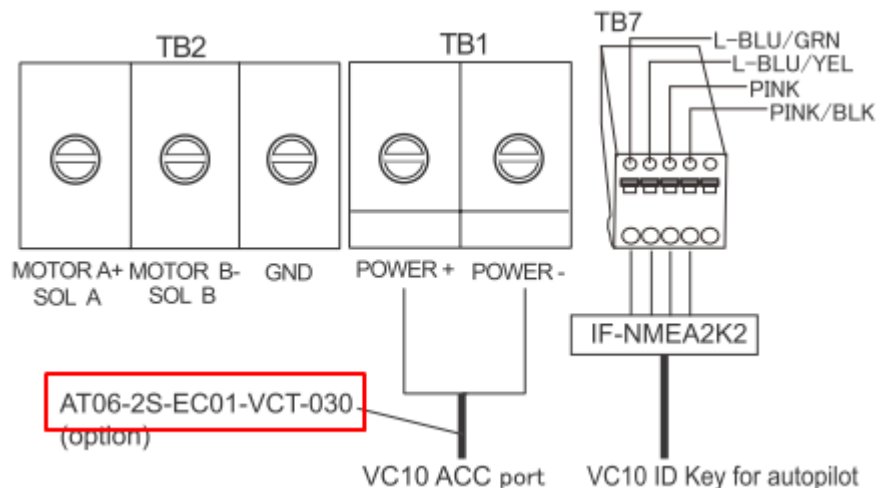 TB2
TB1
TB7
L-BLU/GRN
L-BLU/YEL
PINK
PINK/BLK
MOTOR A+
SOL A
MOTOR B-
SOL B
GND
POWER +
POWER -
IF-NMEA2K2
AT06-2S-EC01-VCT-030
(option)
VC10 ACC port
VC10 ID Key for autopilot